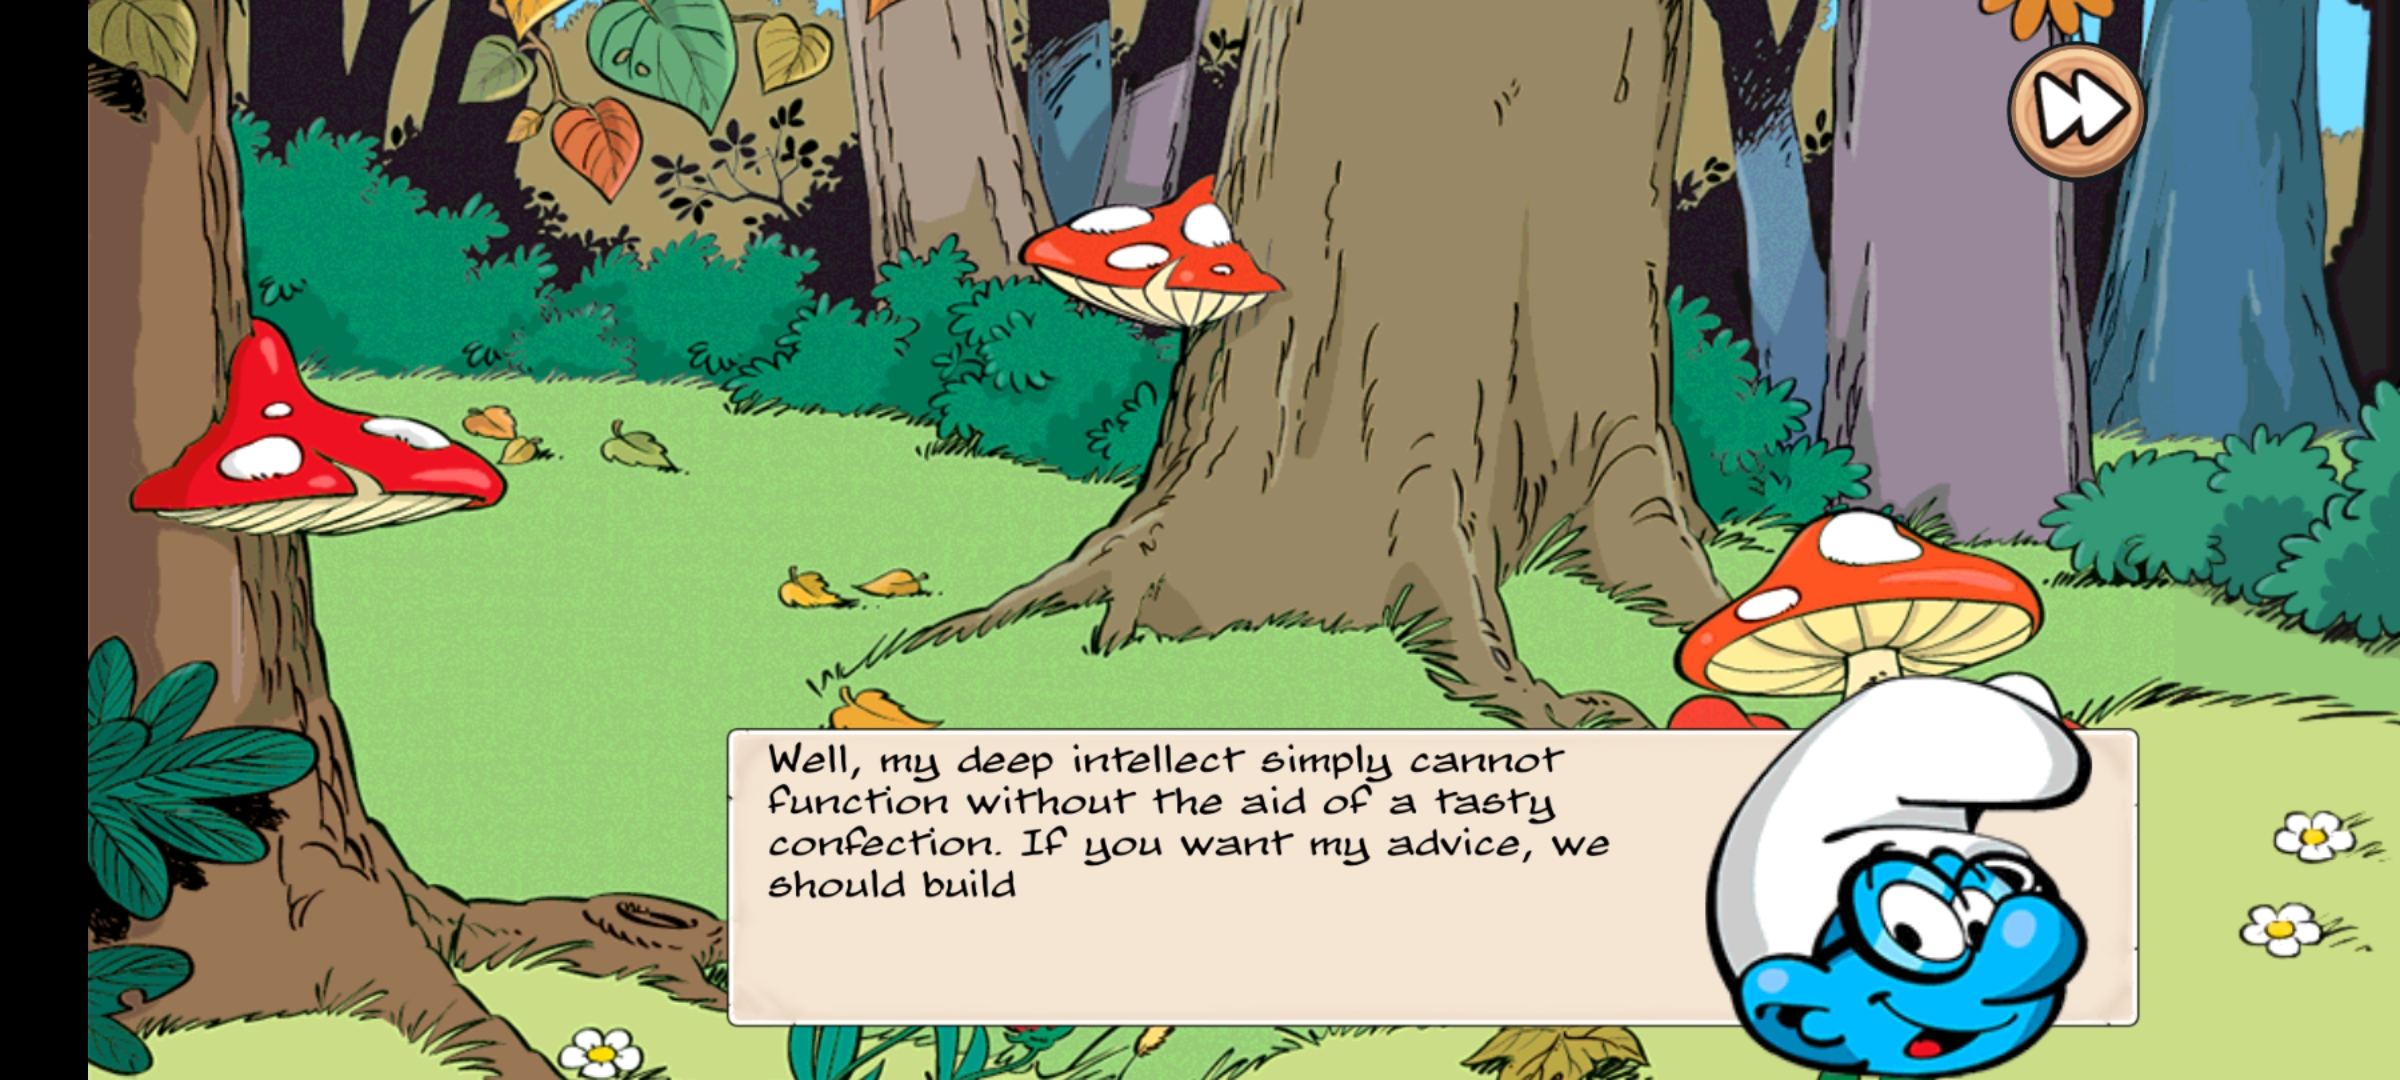 Well, my deep intellect simply cannot
function without the aid of a tasty
confection. If you want my advice, we
should build